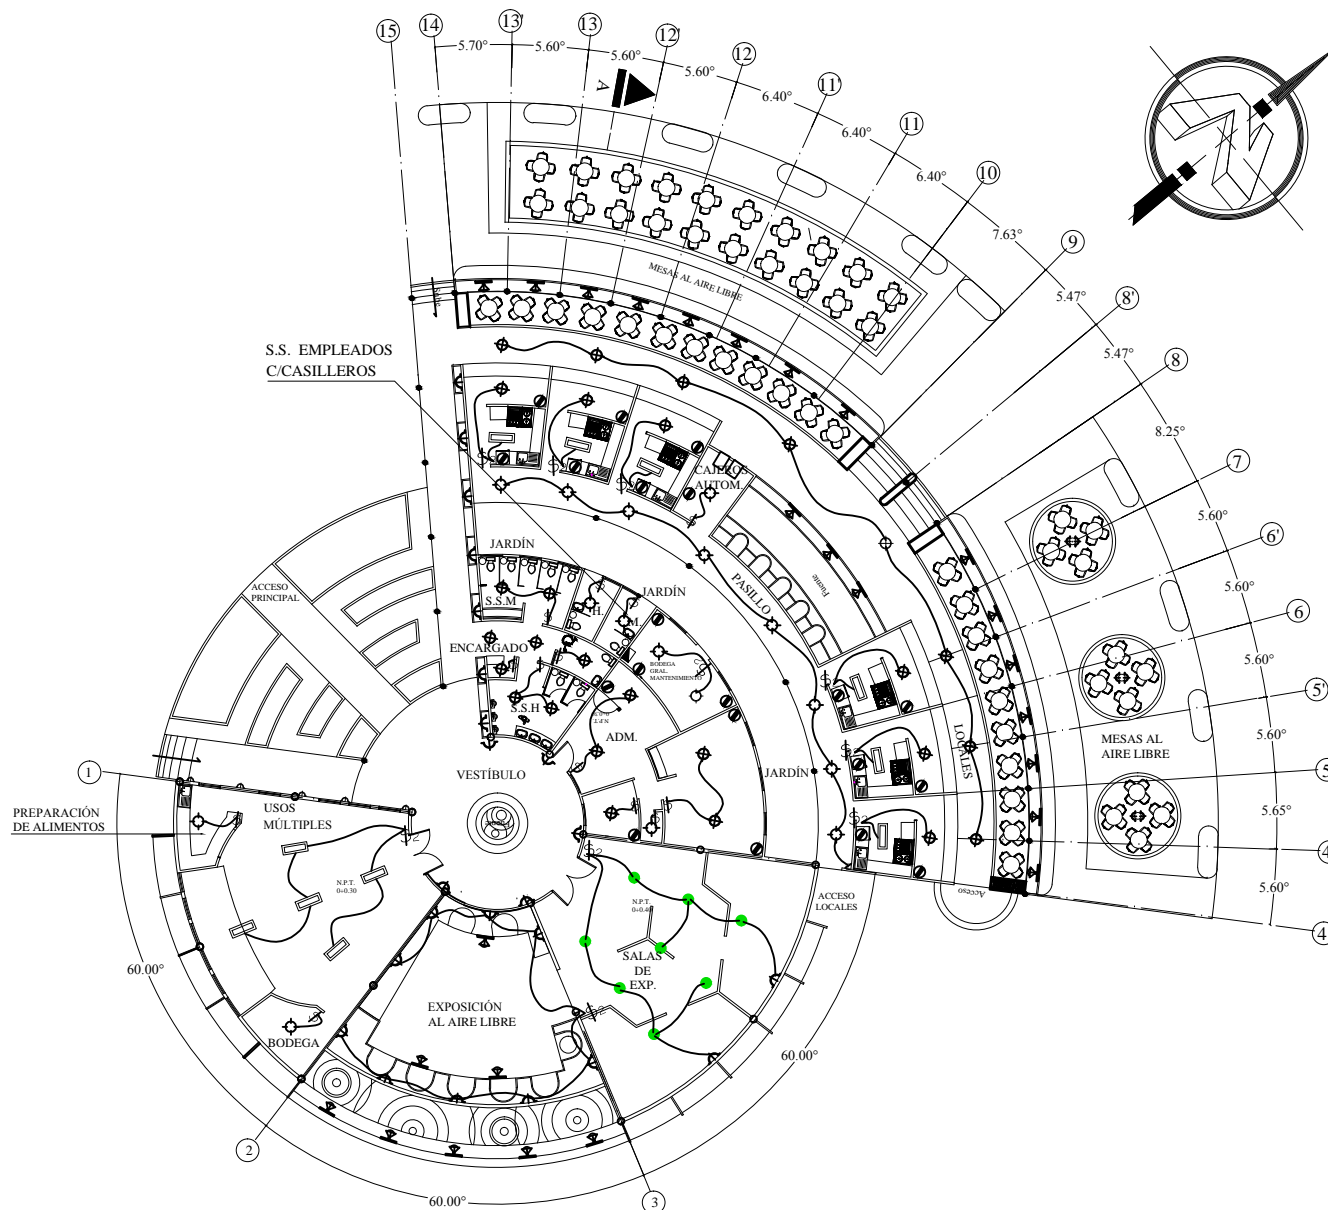 15
14
13'
13
12'
12
11'
11
10
9
8'
8
7
6'
6
5'
5
4'
4
5.70°
5.60°
5.60°
5.60°
6.40°
6.40°
6.40°
7.63°
5.47°
5.47°
8.25°
5.60°
5.60°
5.60°
5.60°
5.65°
5.60°
A
MESAS AL AIRE LIBRE
S.S. EMPLEADOS
C/CASILLEROS
CAJEROS
AUTOM.
JARDÍN
PASILLO
Fuente
ACCESO
PRINCIPAL
S.S.M
H.
M.
JARDÍN
ENCARGADO
BODEGA
GRAL.
MANTENIMIENTO
S.S.H
N.P.T.
ADM.
LOCALES
MESAS AL
AIRE LIBRE
1
VESTÍBULO
JARDÍN
PREPARACIÓN
DE ALIMENTOS
USOS
MÚLTIPLES
N.P.T.
0+0.30
N.P.T.
0+0.40
ACCESO
LOCALES
Acceso
SALAS
DE
EXP.
60.00°
EXPOSICIÓN
AL AIRE LIBRE
BODEGA
60.00°
2
60.00°
3